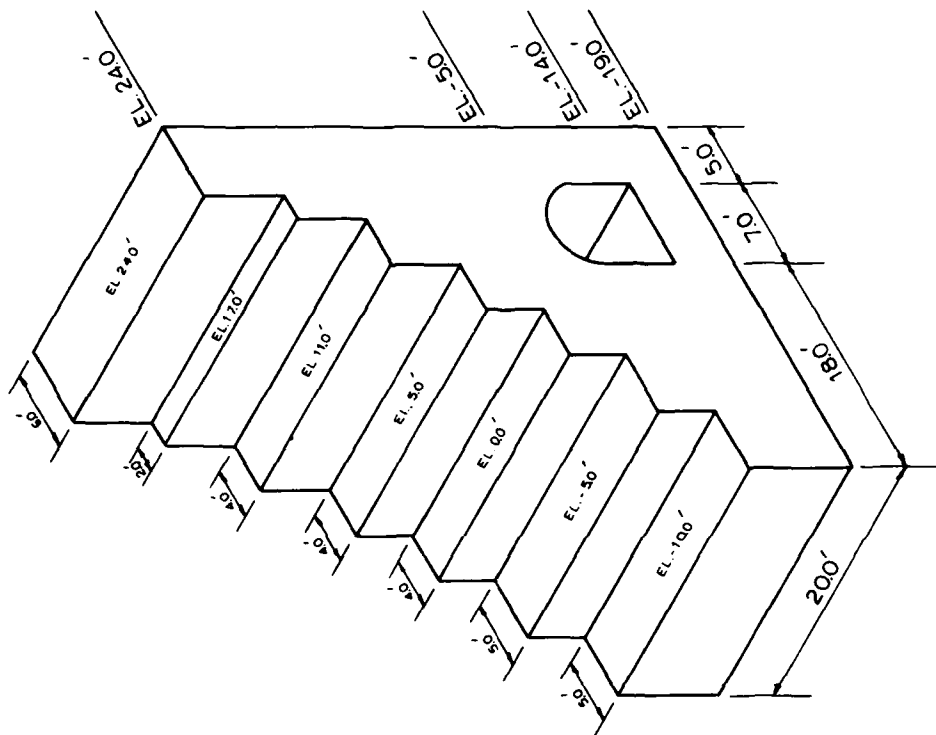 EL. 24.0'
EL.-5.0'
EL.-14.0'
EL.-19.0'
EL 24.0'
EL.17.0'
EL 11.0'
EL. 5.0'
EL 0.0'
EL.-5.0'
EL.-10.0'
6.0'
2.0'
4.0'
4.0'
4.0'
5.0'
5.0'
5.0'
7.0'
18.0'
20.0'